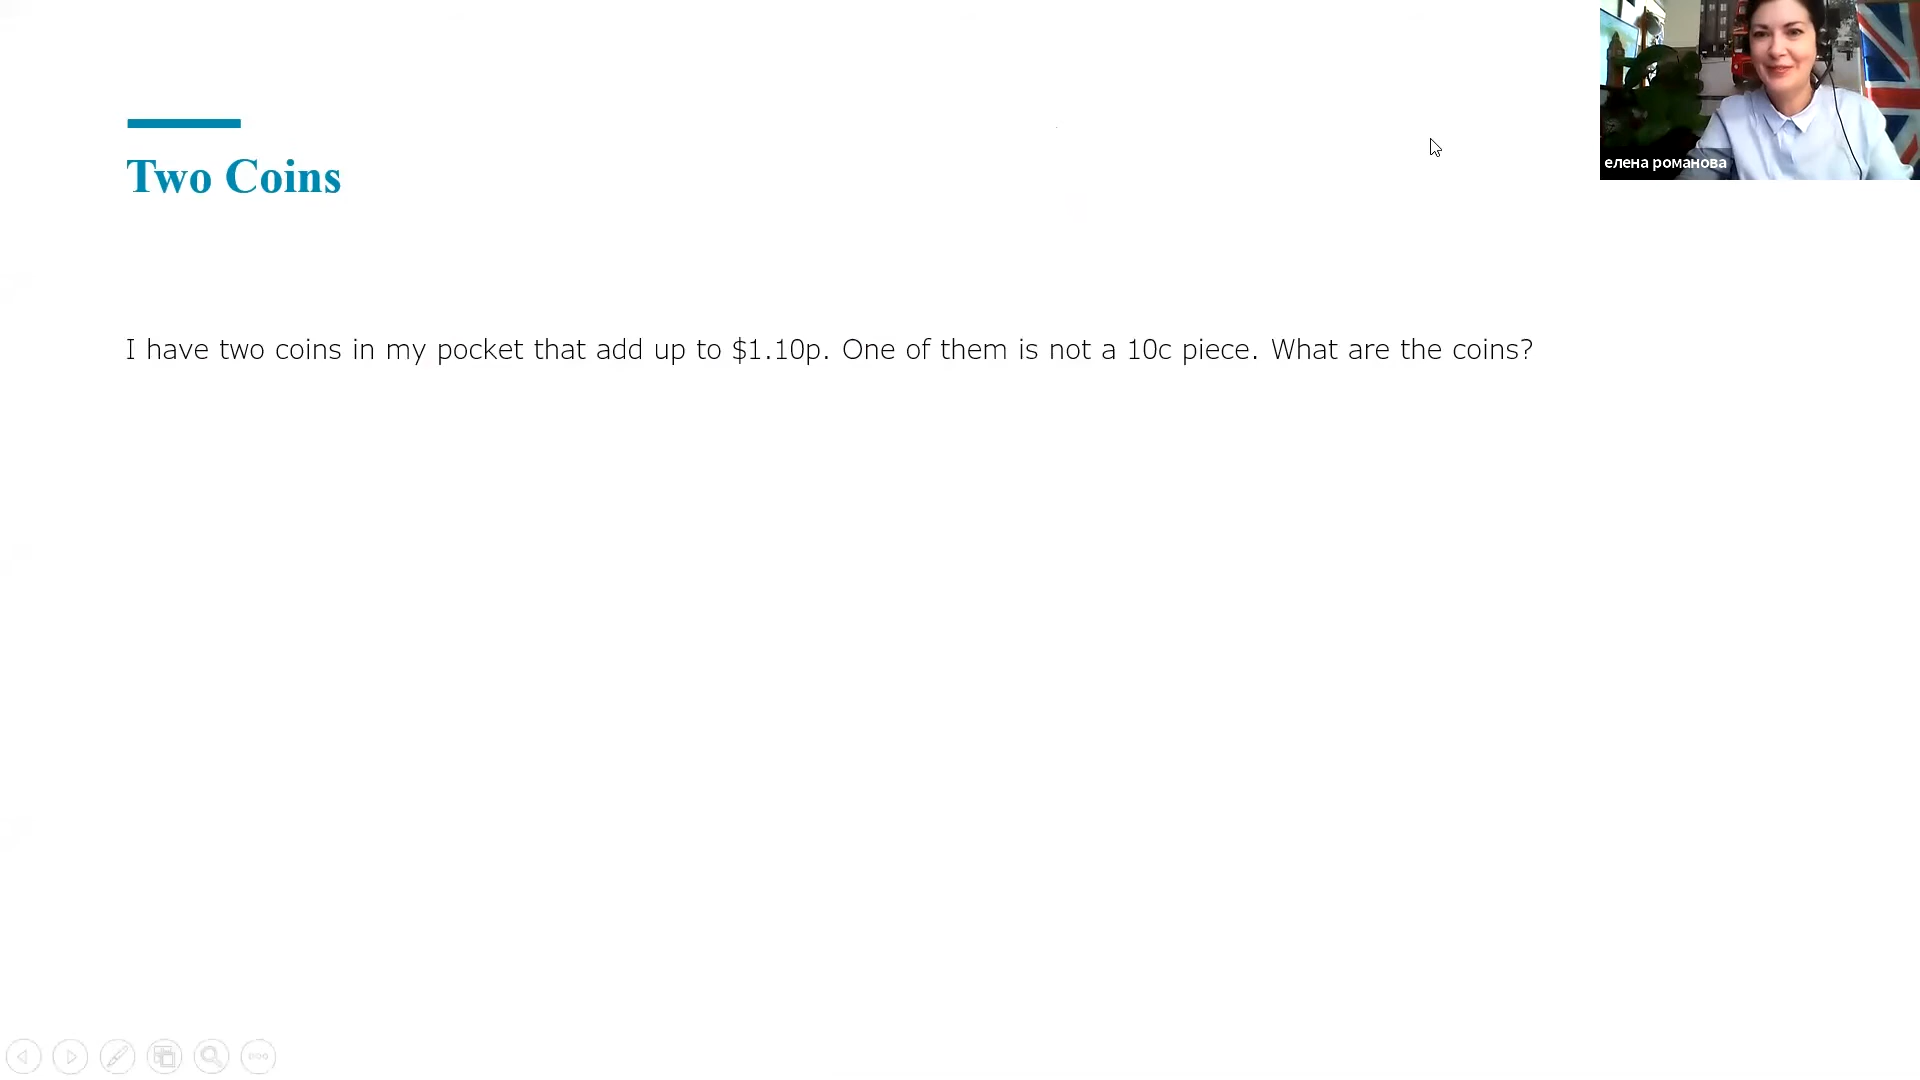 Two Coins
I have two coins in my pocket that add up to $1.10p. One of them is not a 10c piece. What are the coins?
елена романова